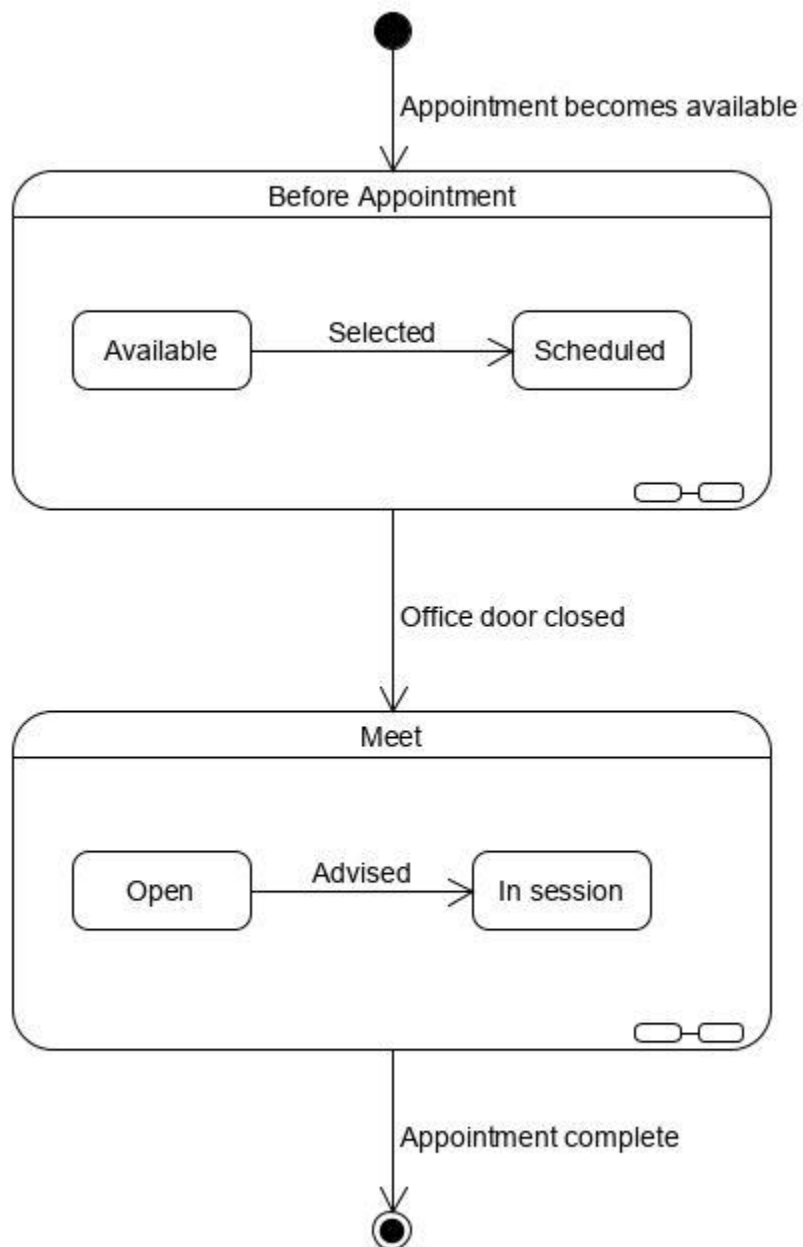 Appointment becomes available
Before Appointment
Available
Selected
Scheduled
Office door closed
Meet
Open
Advised
In session
Appointment complete